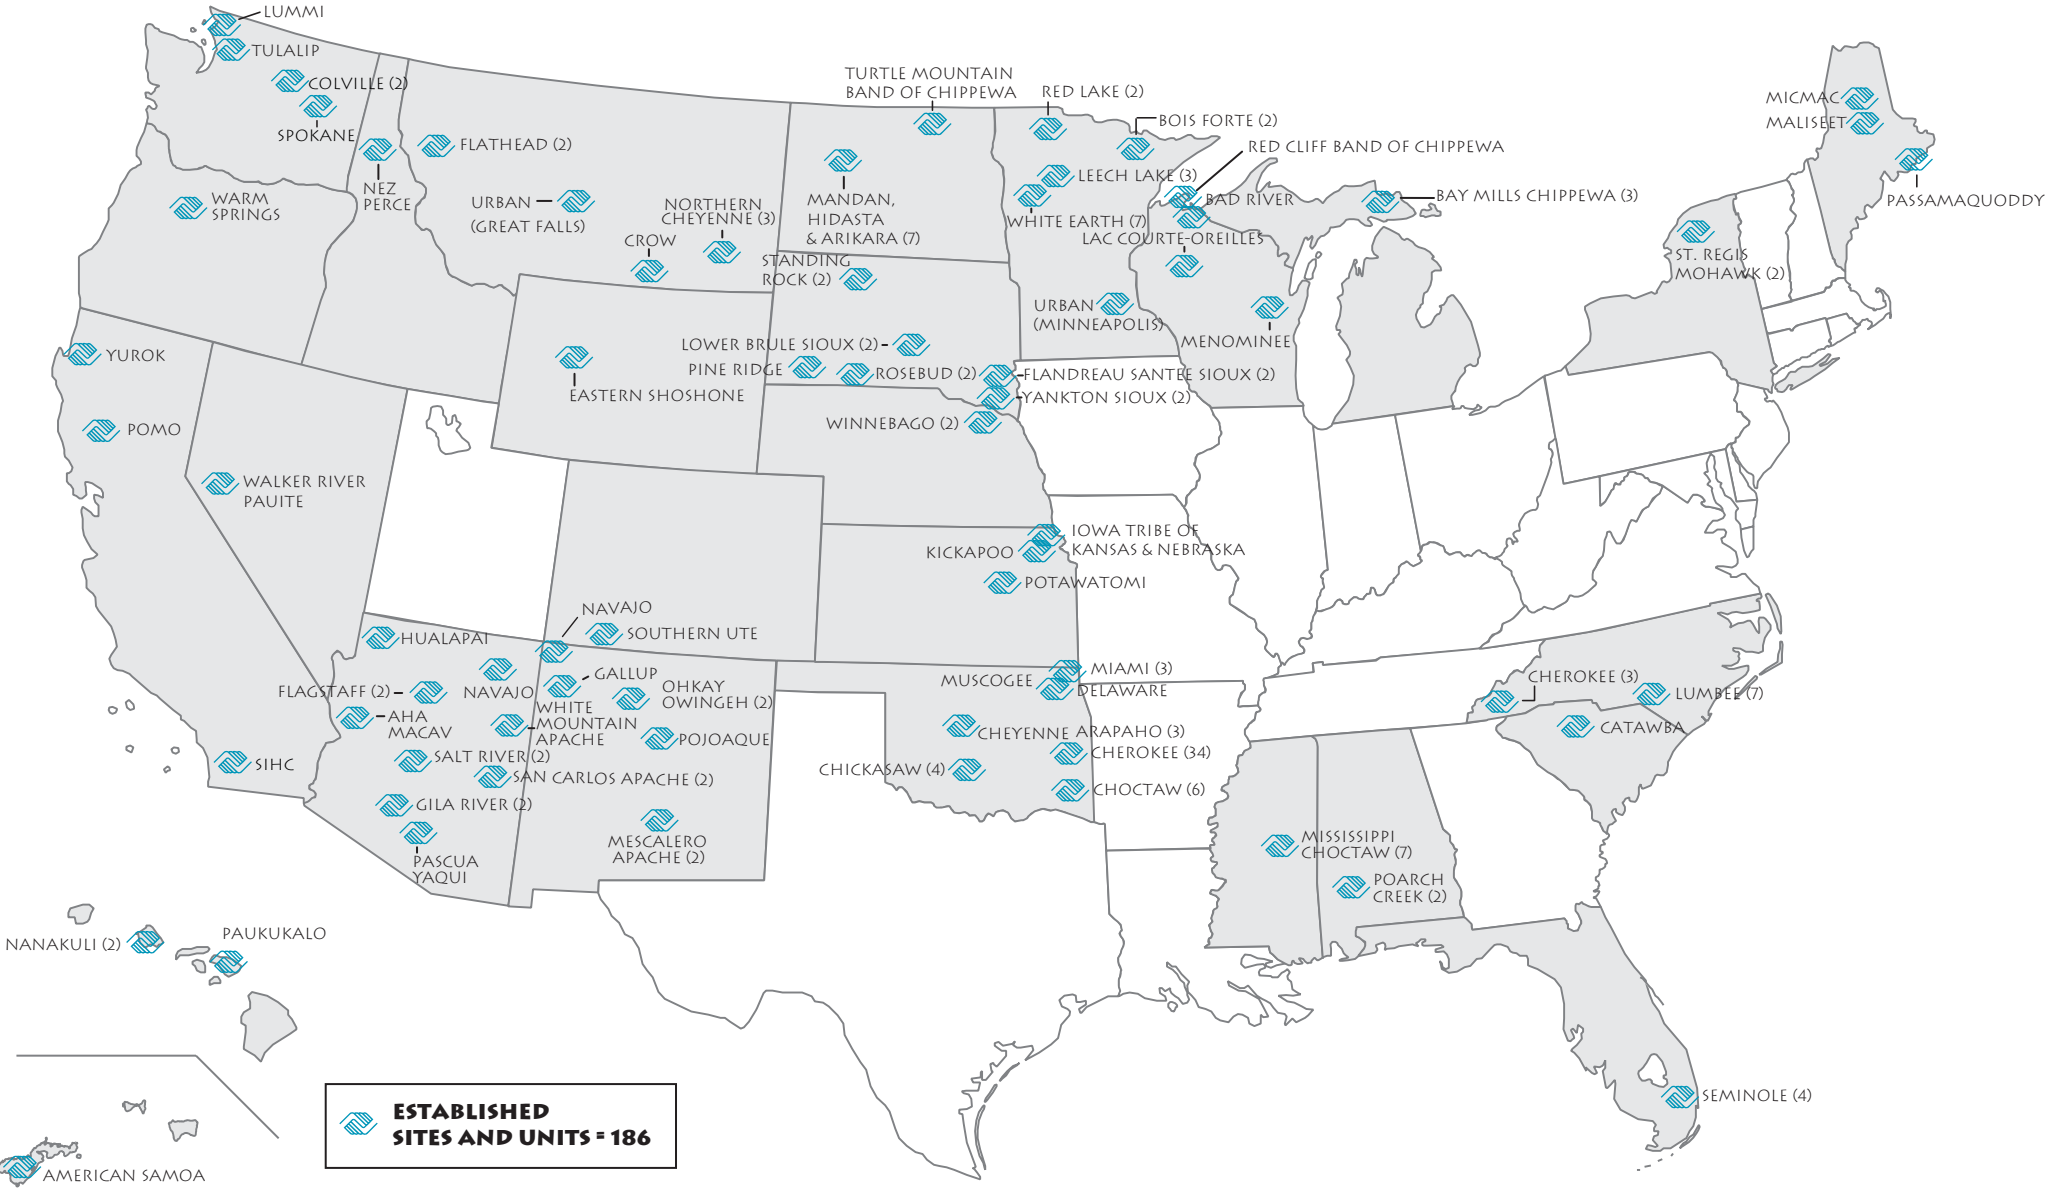 LUMMI
TULALIP
COLVILLE (2)
SPOKANE
NEZ
PERCE
WARM
SPRINGS
FLATHEAD (2)
URBAN
(GREAT FALLS)
NORTHERN
CHEYENNE (3)
CROW
TURTLE MOUNTAIN
BAND OF CHIPPEWA
MANDAN,
HIDASTA
& ARIKARA (7)
STANDING
ROCK (2)
RED LAKE (2)
BOIS FORTE (2)
RED CLIFF BAND OF CHIPPEWA
LEECH LAKE (3)
WHITE EARTH (7)
BAD RIVER
LAC COURTE-OREILLES
BAY MILLS CHIPPEWA (3)
URBAN
(MINNEAPOLIS)
MENOMINEE
MICMAC
MALISEET
PASSAMAQUODDY
ST. REGIS
MOHAWK (2)
YUROK
POMO
WALKER RIVER
PAUITE
EASTERN SHOSHONE
LOWER BRULE SIOUX (2)
PINE RIDGE
ROSEBUD (2)
FLANDREAU SANTEE SIOUX (2)
YANKTON SIOUX (2)
WINNEBAGO (2)
IOWA TRIBE OF
KANSAS & NEBRASKA
KICKAPOO
POTAWATOMI
NAVAJO
SOUTHERN UTE
HUALAPAI
NAVAJO
FLAGSTAFF (2)
AHA
MACAV
GALLUP
OHKAY
OWINGEH (2)
WHITE
MOUNTAIN
APACHE
POJOAQUE
SALT RIVER (2)
SAN CARLOS APACHE (2)
GILA RIVER (2)
PASCUA
YAQUI
MESCALERO
APACHE (2)
SIHC
MIAMI (3)
MUSCOGEE
DELAWARE
CHEYENNE ARAPAHO (3)
CHEROKEE (34)
CHICKASAW (4)
CHOCTAW (6)
CHEROKEE (3)
LUMBEE (7)
CATAWBA
MISSISSIPPI
CHOCTAW (7)
POARCH
CREEK (2)
SEMINOLE (4)
NANAKULI (2)
PAUKUKALO
AMERICAN SAMOA
ESTABLISHED
SITES AND UNITS = 186